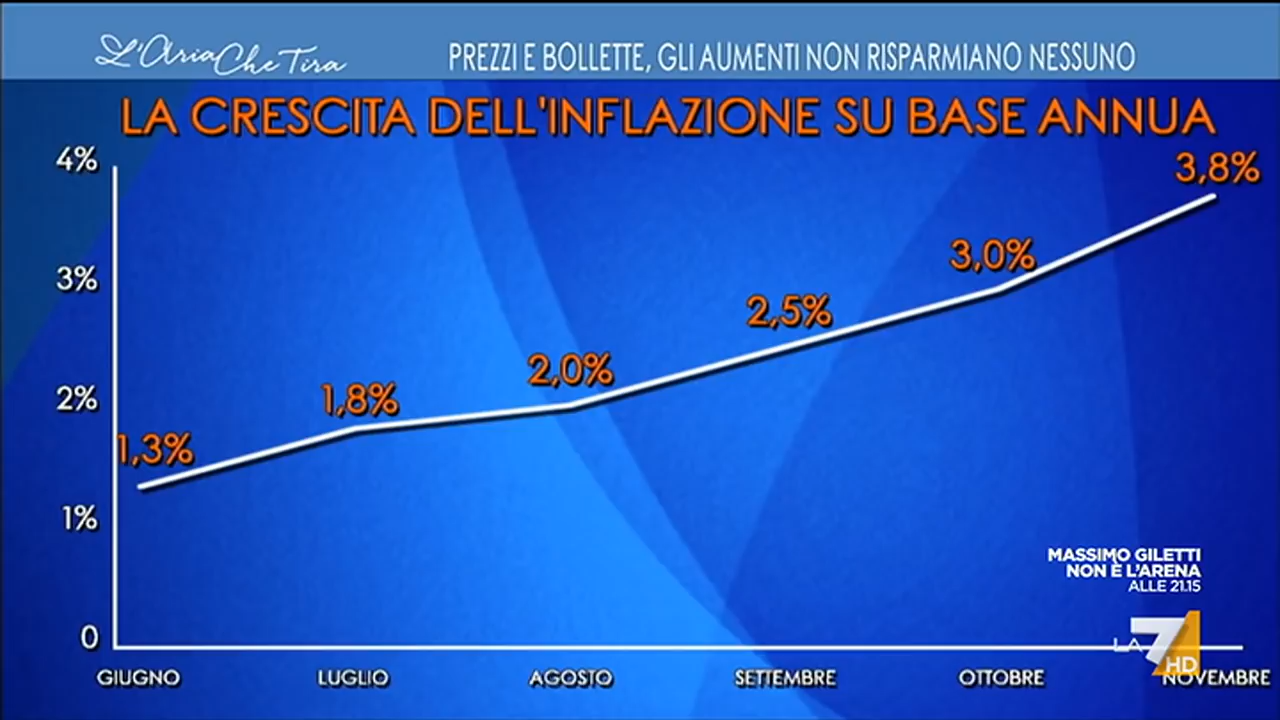 L'Aria Che Tira
PREZZI E BOLLETTE, GLI AUMENTI NON RISPARMIANO NESSUNO
LA CRESCITA DELL'INFLAZIONE SU BASE ANNUA
4%
3%
2%
1%
0
1,3%
1,8%
2,0%
2,5%
3,0%
3,8%
GIUGNO
LUGLIO
AGOSTO
SETTEMBRE
OTTOBRE
NOVEMBRE
MASSIMO GILETTI
NON È L'ARENA
ALLE 21.15
LA7
HD